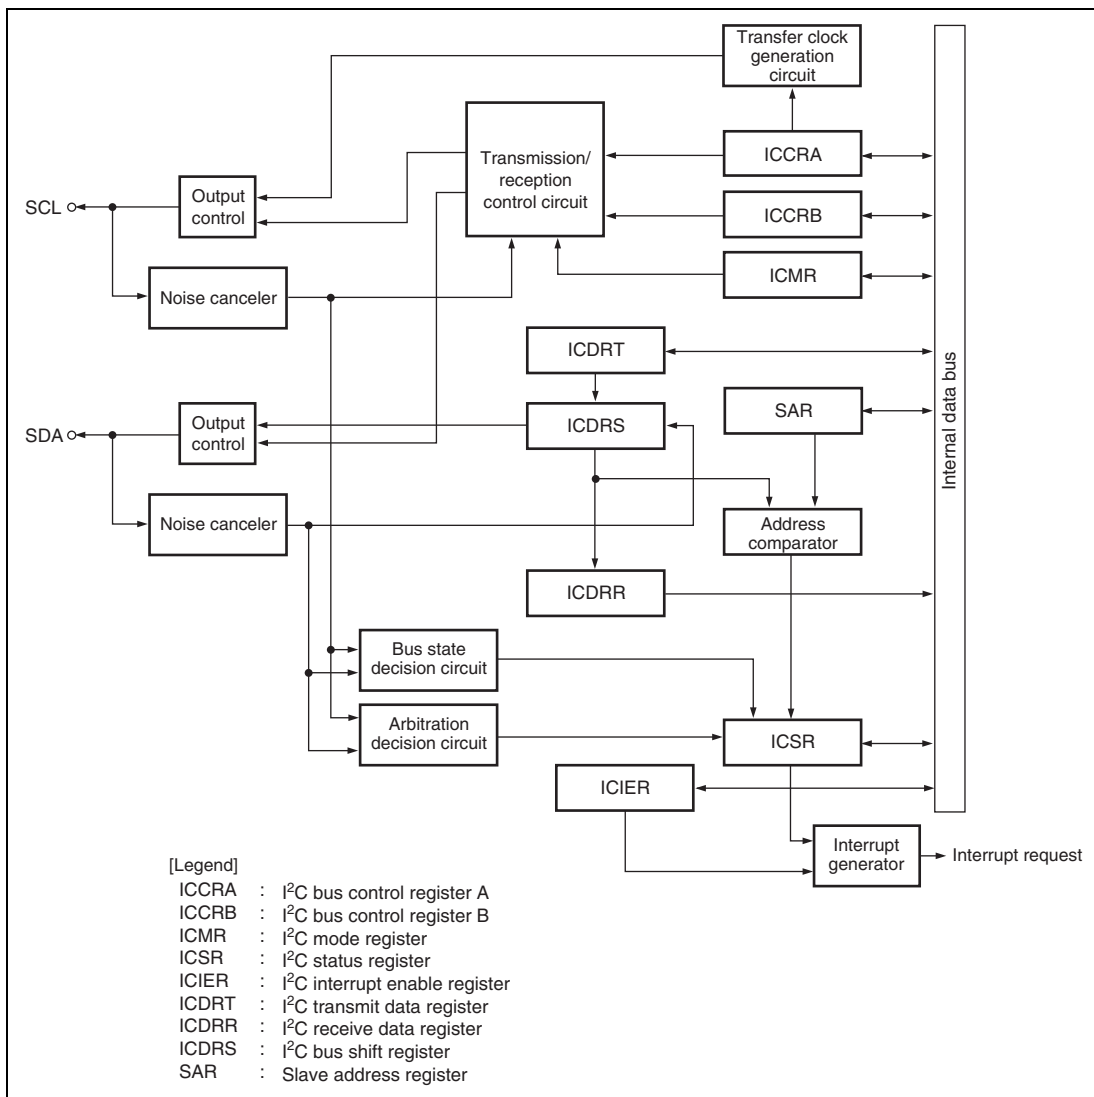 Transfer clock
generation
circuit
Transmission/
reception
control circuit
ICCRA
Output
control
SCL
ICCRB
ICMR
Noise canceler
ICDRT
Internal data bus
SAR
Output
control
ICDRS
SDA
Noise canceler
Address
comparator
ICDRR
Bus state
decision circuit
Arbitration
decision circuit
ICSR
ICIER
Interrupt
generator
Interrupt request
[Legend]
ICCRA : I²C bus control register A
ICCRB : I²C bus control register B
ICMR : I²C mode register
ICSR : I²C status register
ICIER : I²C interrupt enable register
ICDRT : I²C transmit data register
ICDRR : I²C receive data register
ICDRS : I²C bus shift register
SAR : Slave address register